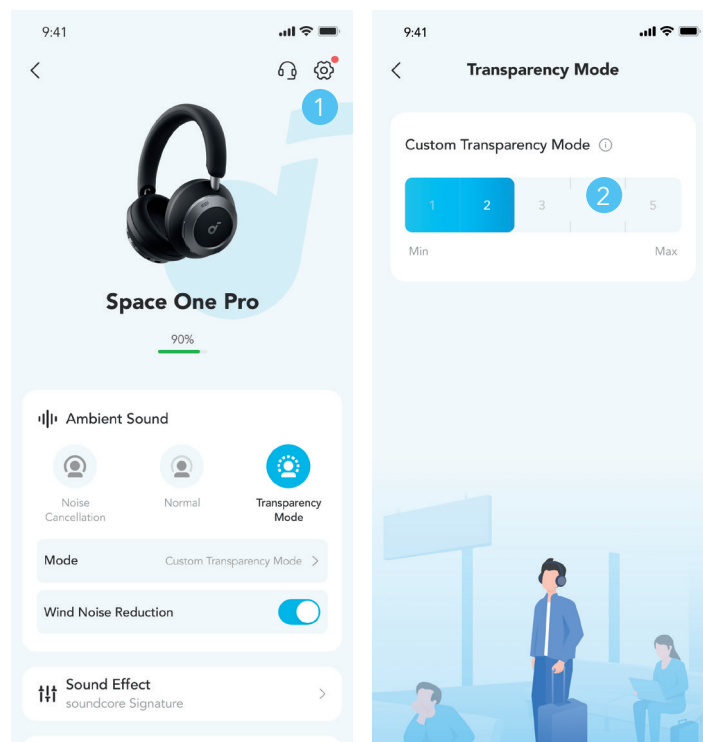 9:41
1
Space One Pro
90%
Ambient Sound
Noise
Cancellation
Normal
Transparency
Mode
Mode
Custom Transparency Mode
Wind Noise Reduction
Sound Effect
soundcore Signature
9:41
Transparency Mode
Custom Transparency Mode
1 2 3 2 5
Min Max